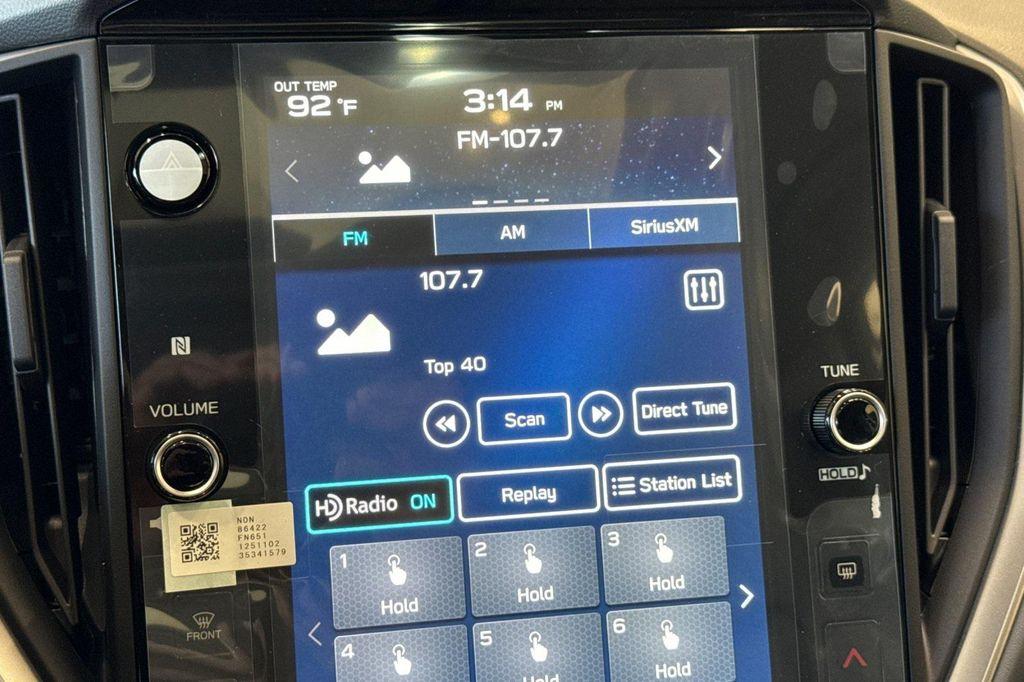 OUT TEMP
92 °F
3:14 PM
FM-107.7
FM
AM
SiriusXM
107.7
Top 40
Scan
Direct Tune
HD Radio ON
Replay
Station List
1
Hold
2
Hold
3
Hold
4
5
Hold
6
Hold
VOLUME
NDN
86422
FN651
1251102
35341579
FRONT
TUNE
HOLD